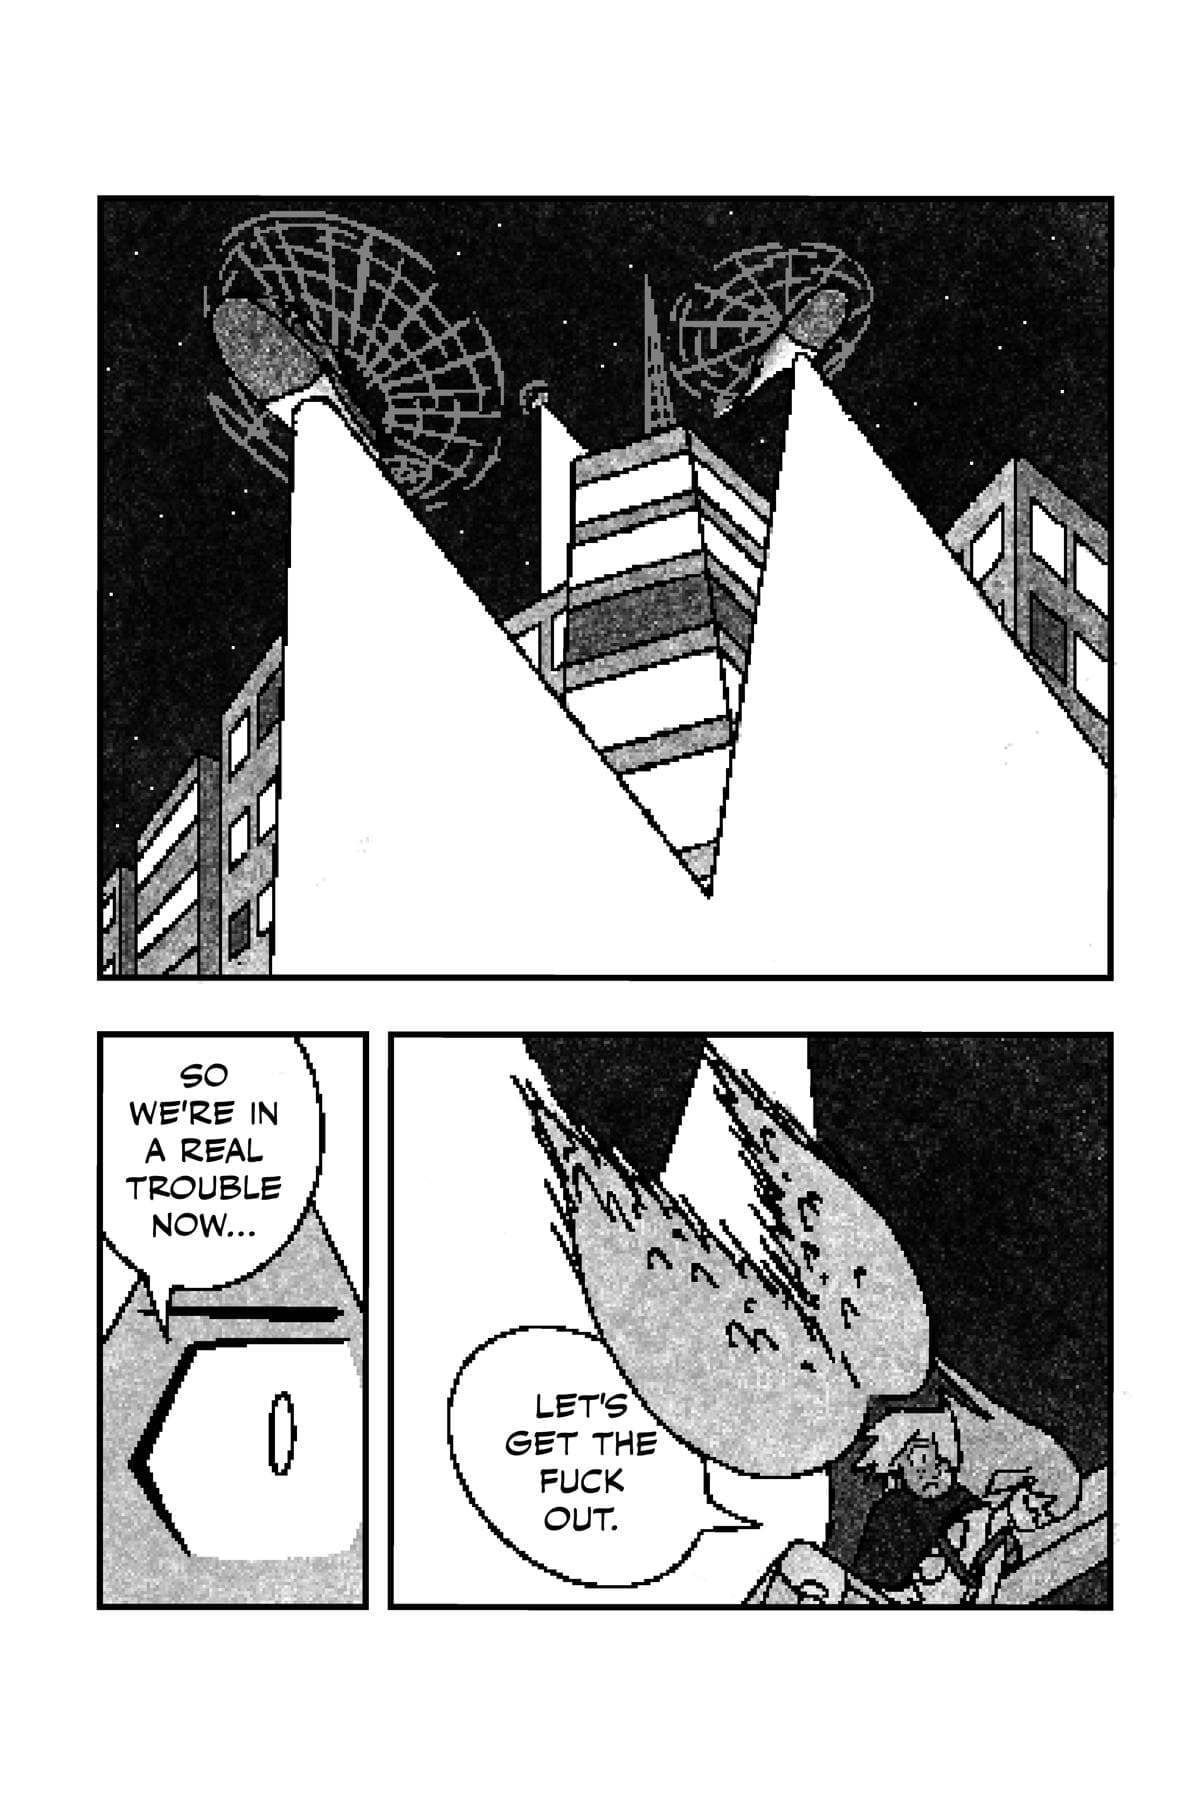 SO
WE'RE IN
A REAL
TROUBLE
NOW...
LET'S
GET THE
FUCK
OUT.